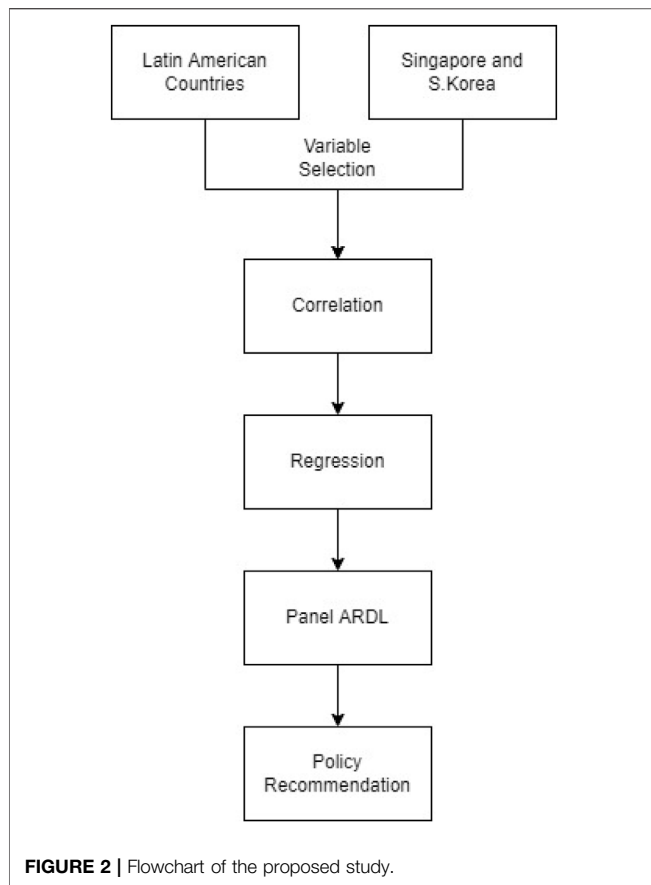 Latin American
Countries
Singapore and
S.Korea
Variable
Selection
Correlation
Regression
Panel ARDL
Policy
Recommendation
FIGURE 2 | Flowchart of the proposed study.